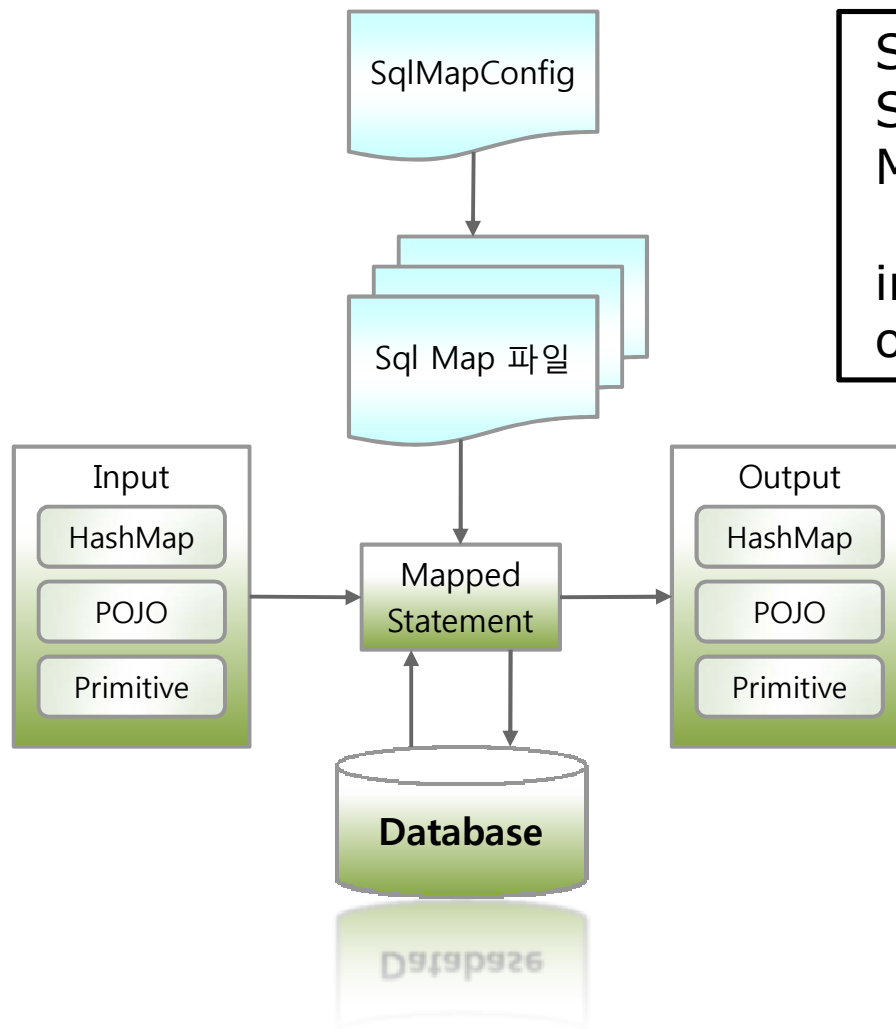 SqlMapConfig
Sql Map 파일
Input
HashMap
POJO
Primitive
Mapped
Statement
Output
HashMap
POJO
Primitive
Database